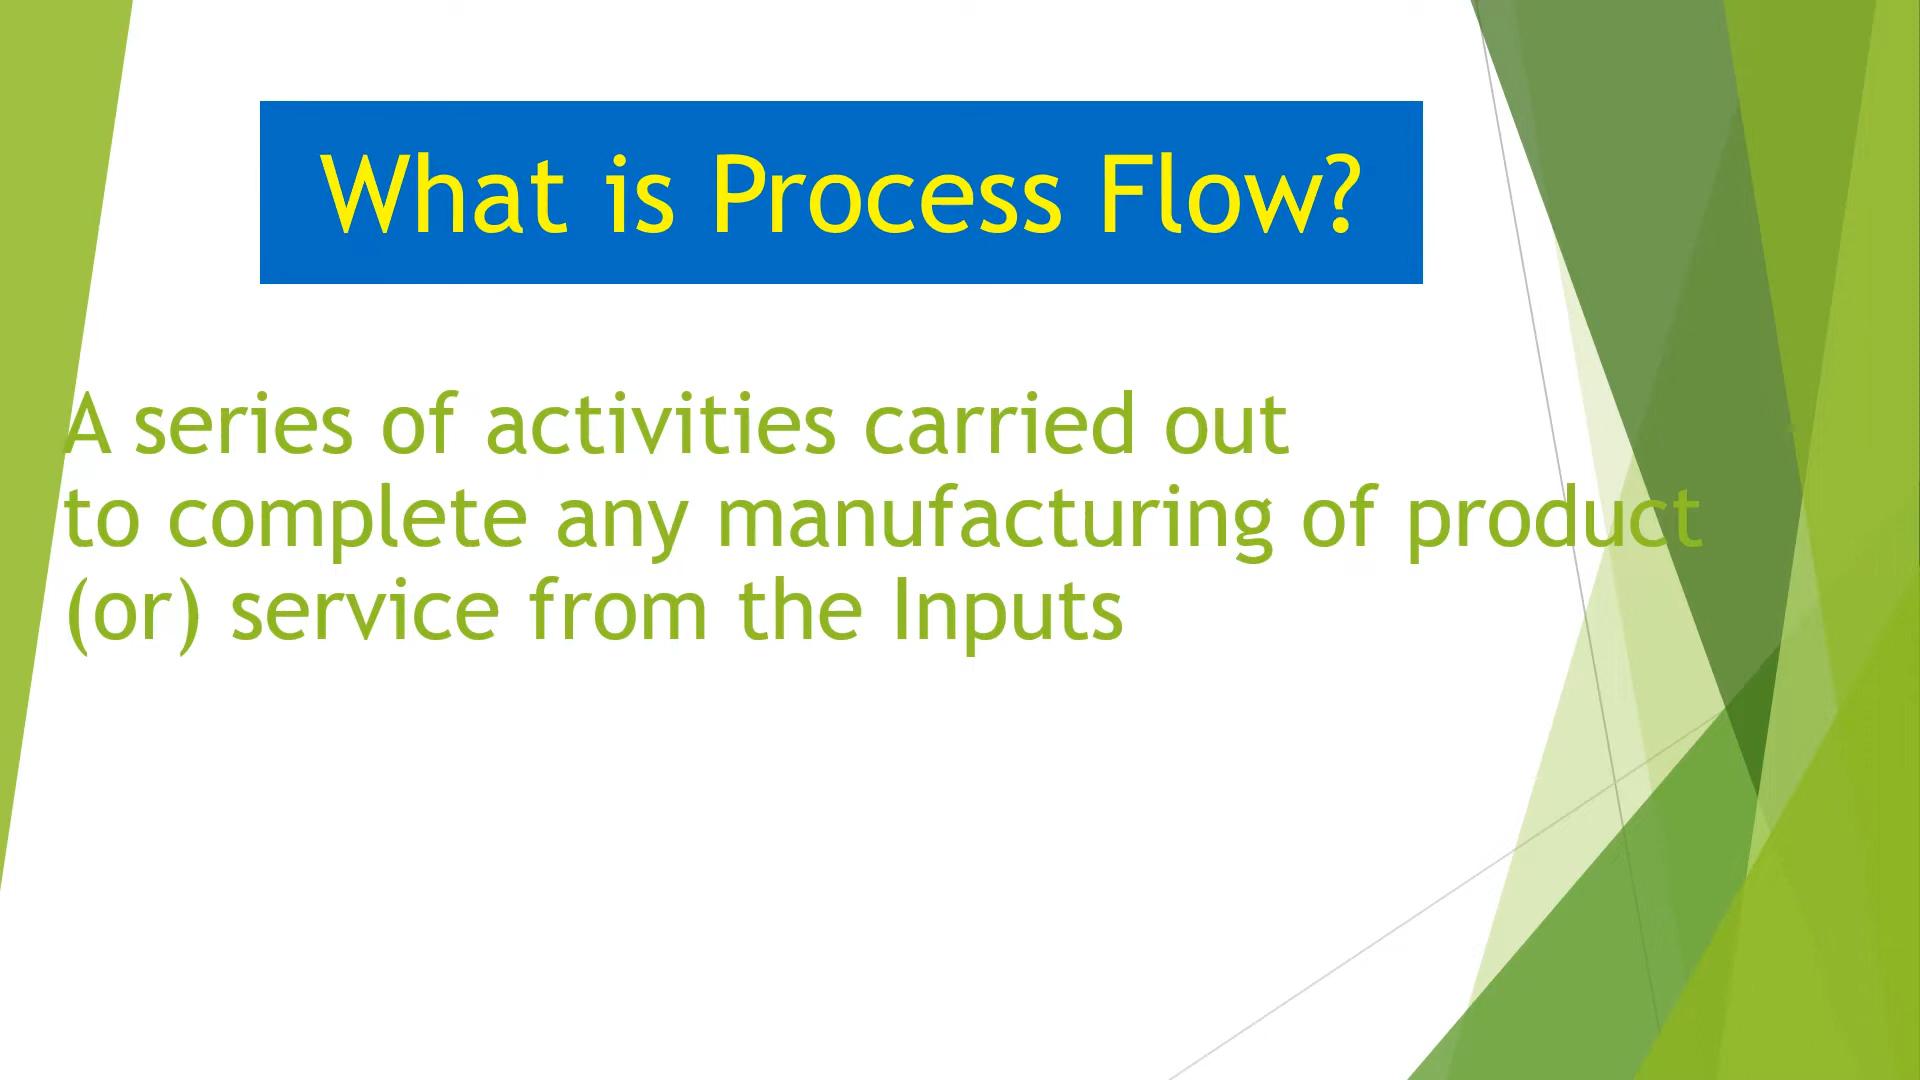 What is Process Flow?
A series of activities carried out
to complete any manufacturing of product
(or) service from the Inputs